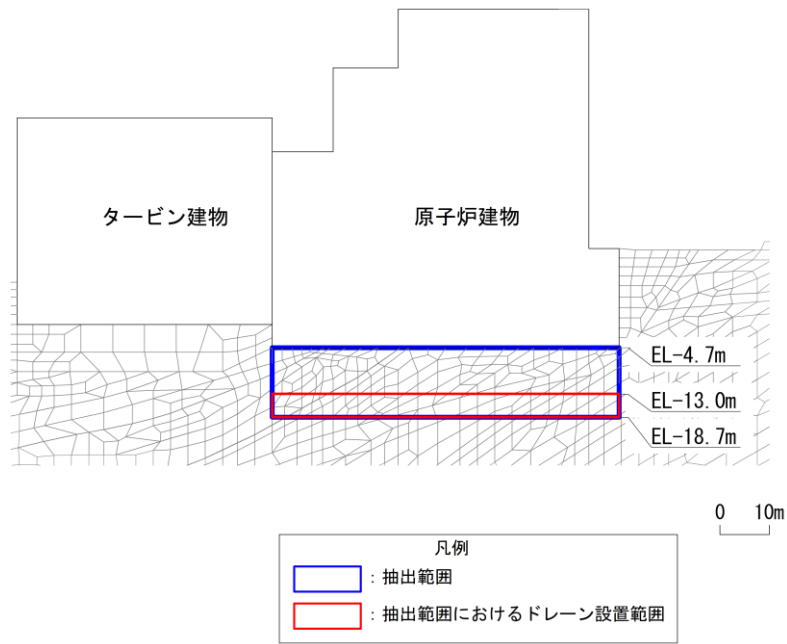 タービン建物
原子炉建物
EL-4.7m
EL-13.0m
EL-18.7m
0 10m
凡例
：抽出範囲
：抽出範囲におけるドレーン設置範囲